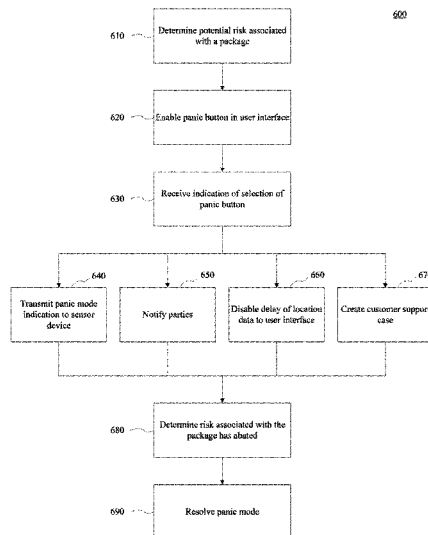 600
610
Determine potential risk associated
with a package
620
Enable panic button in user interface
630
Receive indication of selection of
panic button
640
Transmit panic mode
indication to sensor
device
650
Notify parties
660
Disable delay of location
data to user interface
67
Create customer support
case
680
Determine risk associated with the
package has abated
690
Resolve panic mode